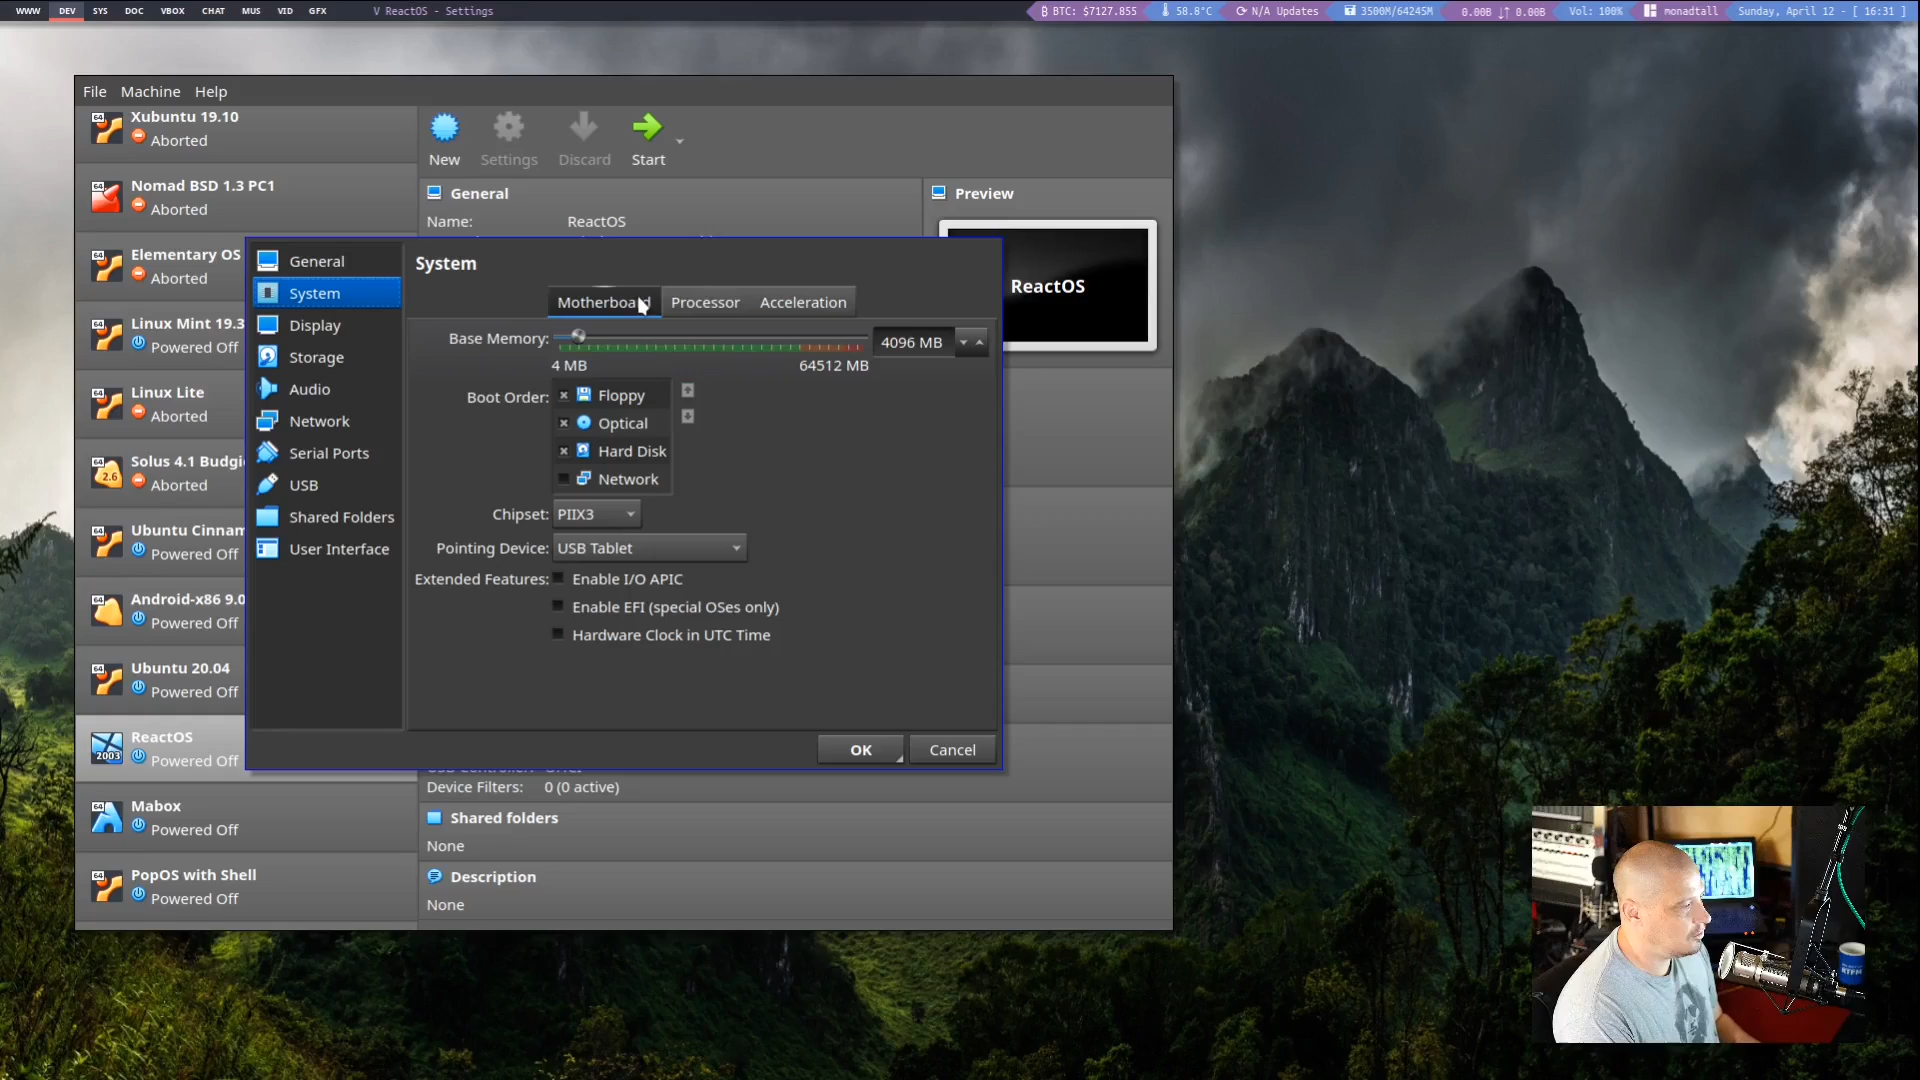 WWW DEV SYS DOC VBOX CHAT MUS VID GFX V ReactOS - Settings BTC: $7127.855 58.8°C N/A Updates 3500M/64245M 0.00B ↓↑ 0.00B Vol: 100% monadtall Sunday, April 12 - [ 16:31 ]
File Machine Help
Xubuntu 19.10
Aborted
Nomad BSD 1.3 PC1
Aborted
Elementary OS
Aborted
Linux Mint 19.3
Powered Off
Linux Lite
Aborted
Solus 4.1 Budgi
Aborted
Ubuntu Cinnam
Powered Off
Android-x86 9.0
Powered Off
Ubuntu 20.04
Powered Off
ReactOS
Powered Off
Mabox
Powered Off
PopOS with Shell
Powered Off
New Settings Discard Start
General
Name: ReactOS
Preview
ReactOS
General
System
Display
Storage
Audio
Network
Serial Ports
USB
Shared Folders
User Interface
System
Motherboard Processor Acceleration
Base Memory: 4096 MB
4 MB 64512 MB
Boot Order: Floppy
Optical
Hard Disk
Network
Chipset: PIIX3
Pointing Device: USB Tablet
Extended Features: Enable I/O APIC
Enable EFI (special OSes only)
Hardware Clock in UTC Time
OK Cancel
Device Filters: 0 (0 active)
Shared folders
None
Description
None